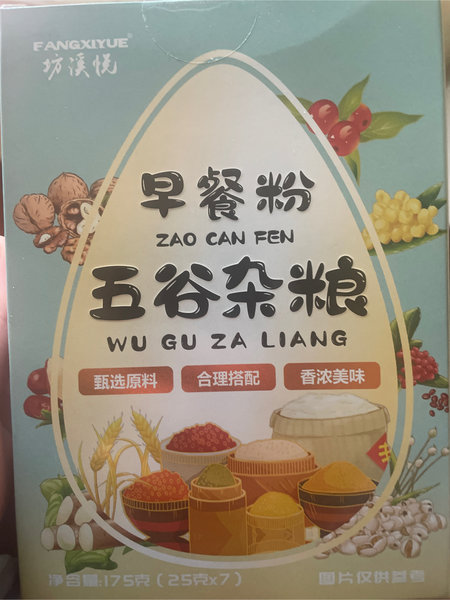 FANGXIYUE®
坊溪悦
早餐粉
ZAO CAN FEN
五谷杂粮
WU GU ZA LIANG
甄选原料 合理搭配 香浓美味
净含量:175克(25克x7) 图片仅供参考